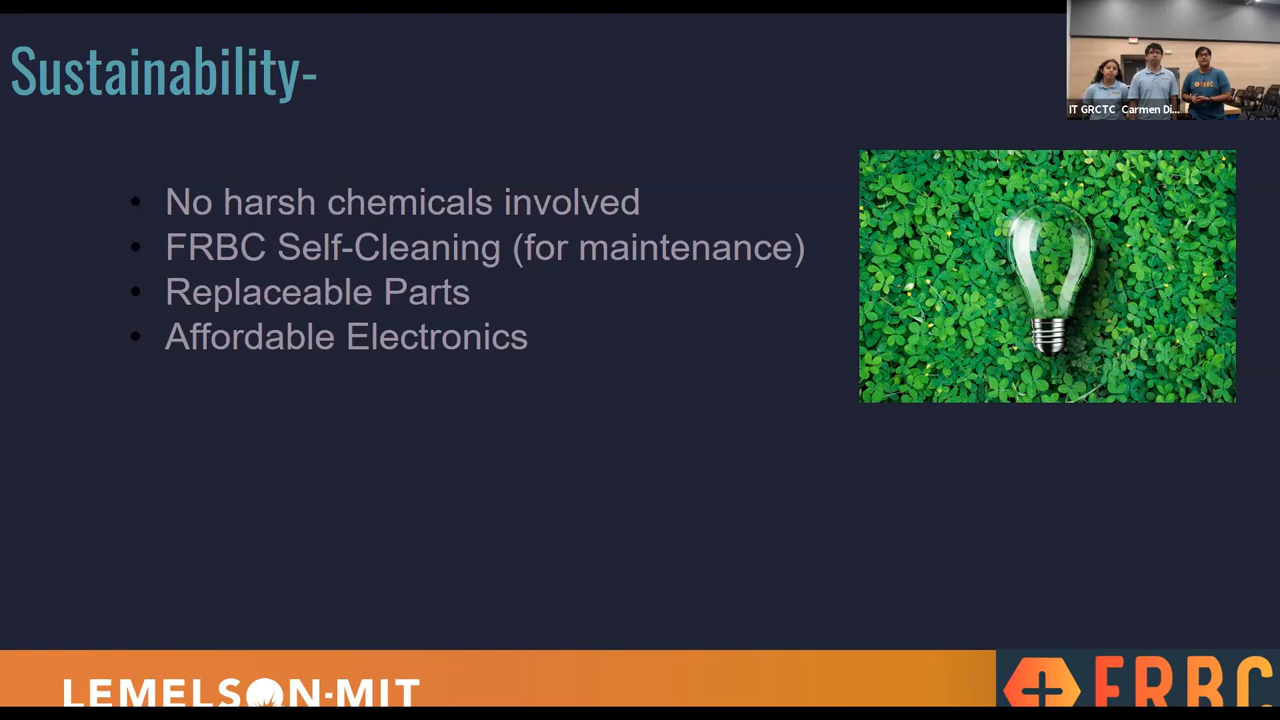 Sustainability-
IT GRCTC Carmen Di...
No harsh chemicals involved
FRBC Self-Cleaning (for maintenance)
Replaceable Parts
Affordable Electronics
LEMELSON-MIT
FRBC